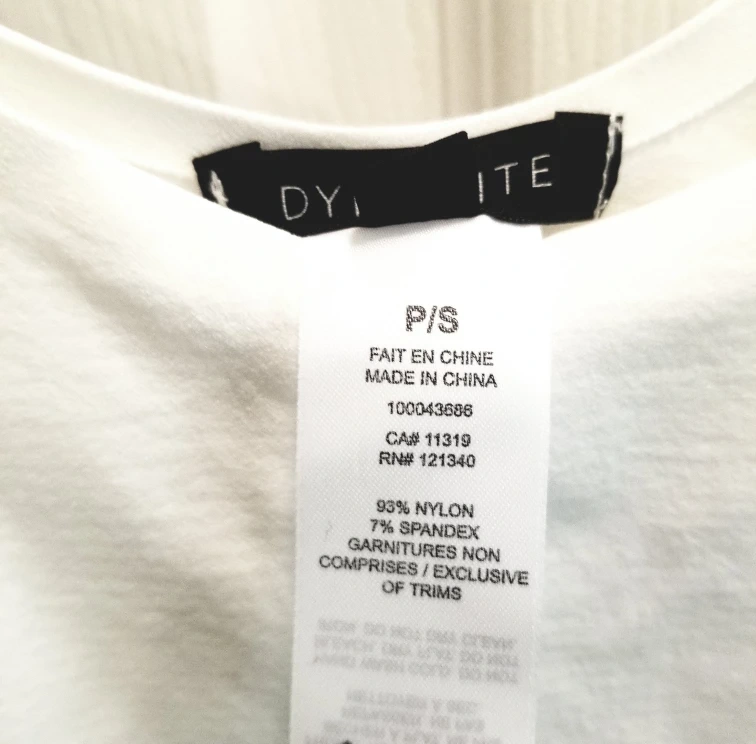 DY ITE
P/S
FAIT EN CHINE
MADE IN CHINA
100043686
CA# 11319
RN# 121340
93% NYLON
7% SPANDEX
GARNITURES NON
COMPRISES / EXCLUSIVE
OF TRIMS